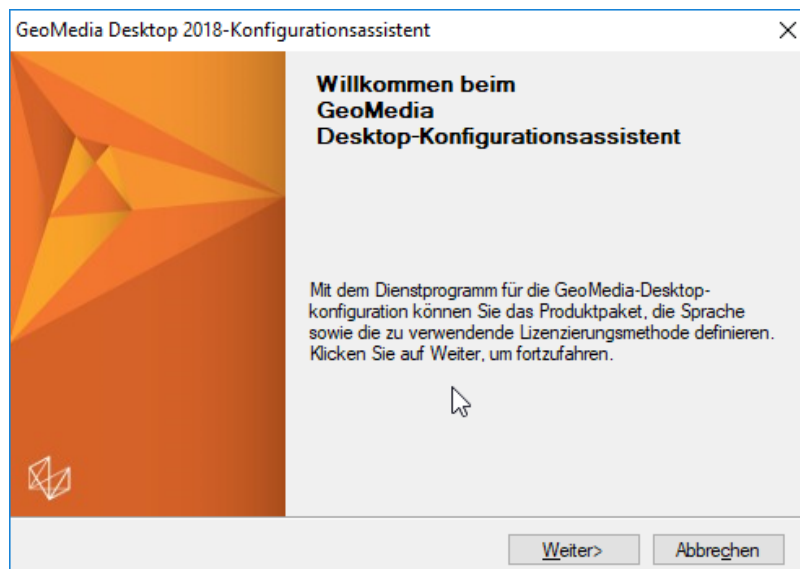 GeoMedia Desktop 2018-Konfigurationsassistent
Willkommen beim
GeoMedia
Desktop-Konfigurationsassistent
Mit dem Dienstprogramm für die GeoMedia-Desktop-
konfiguration können Sie das Produktpaket, die Sprache
sowie die zu verwendende Lizenzierungsmethode definieren.
Klicken Sie auf Weiter, um fortzufahren.
Weiter> Abbrechen